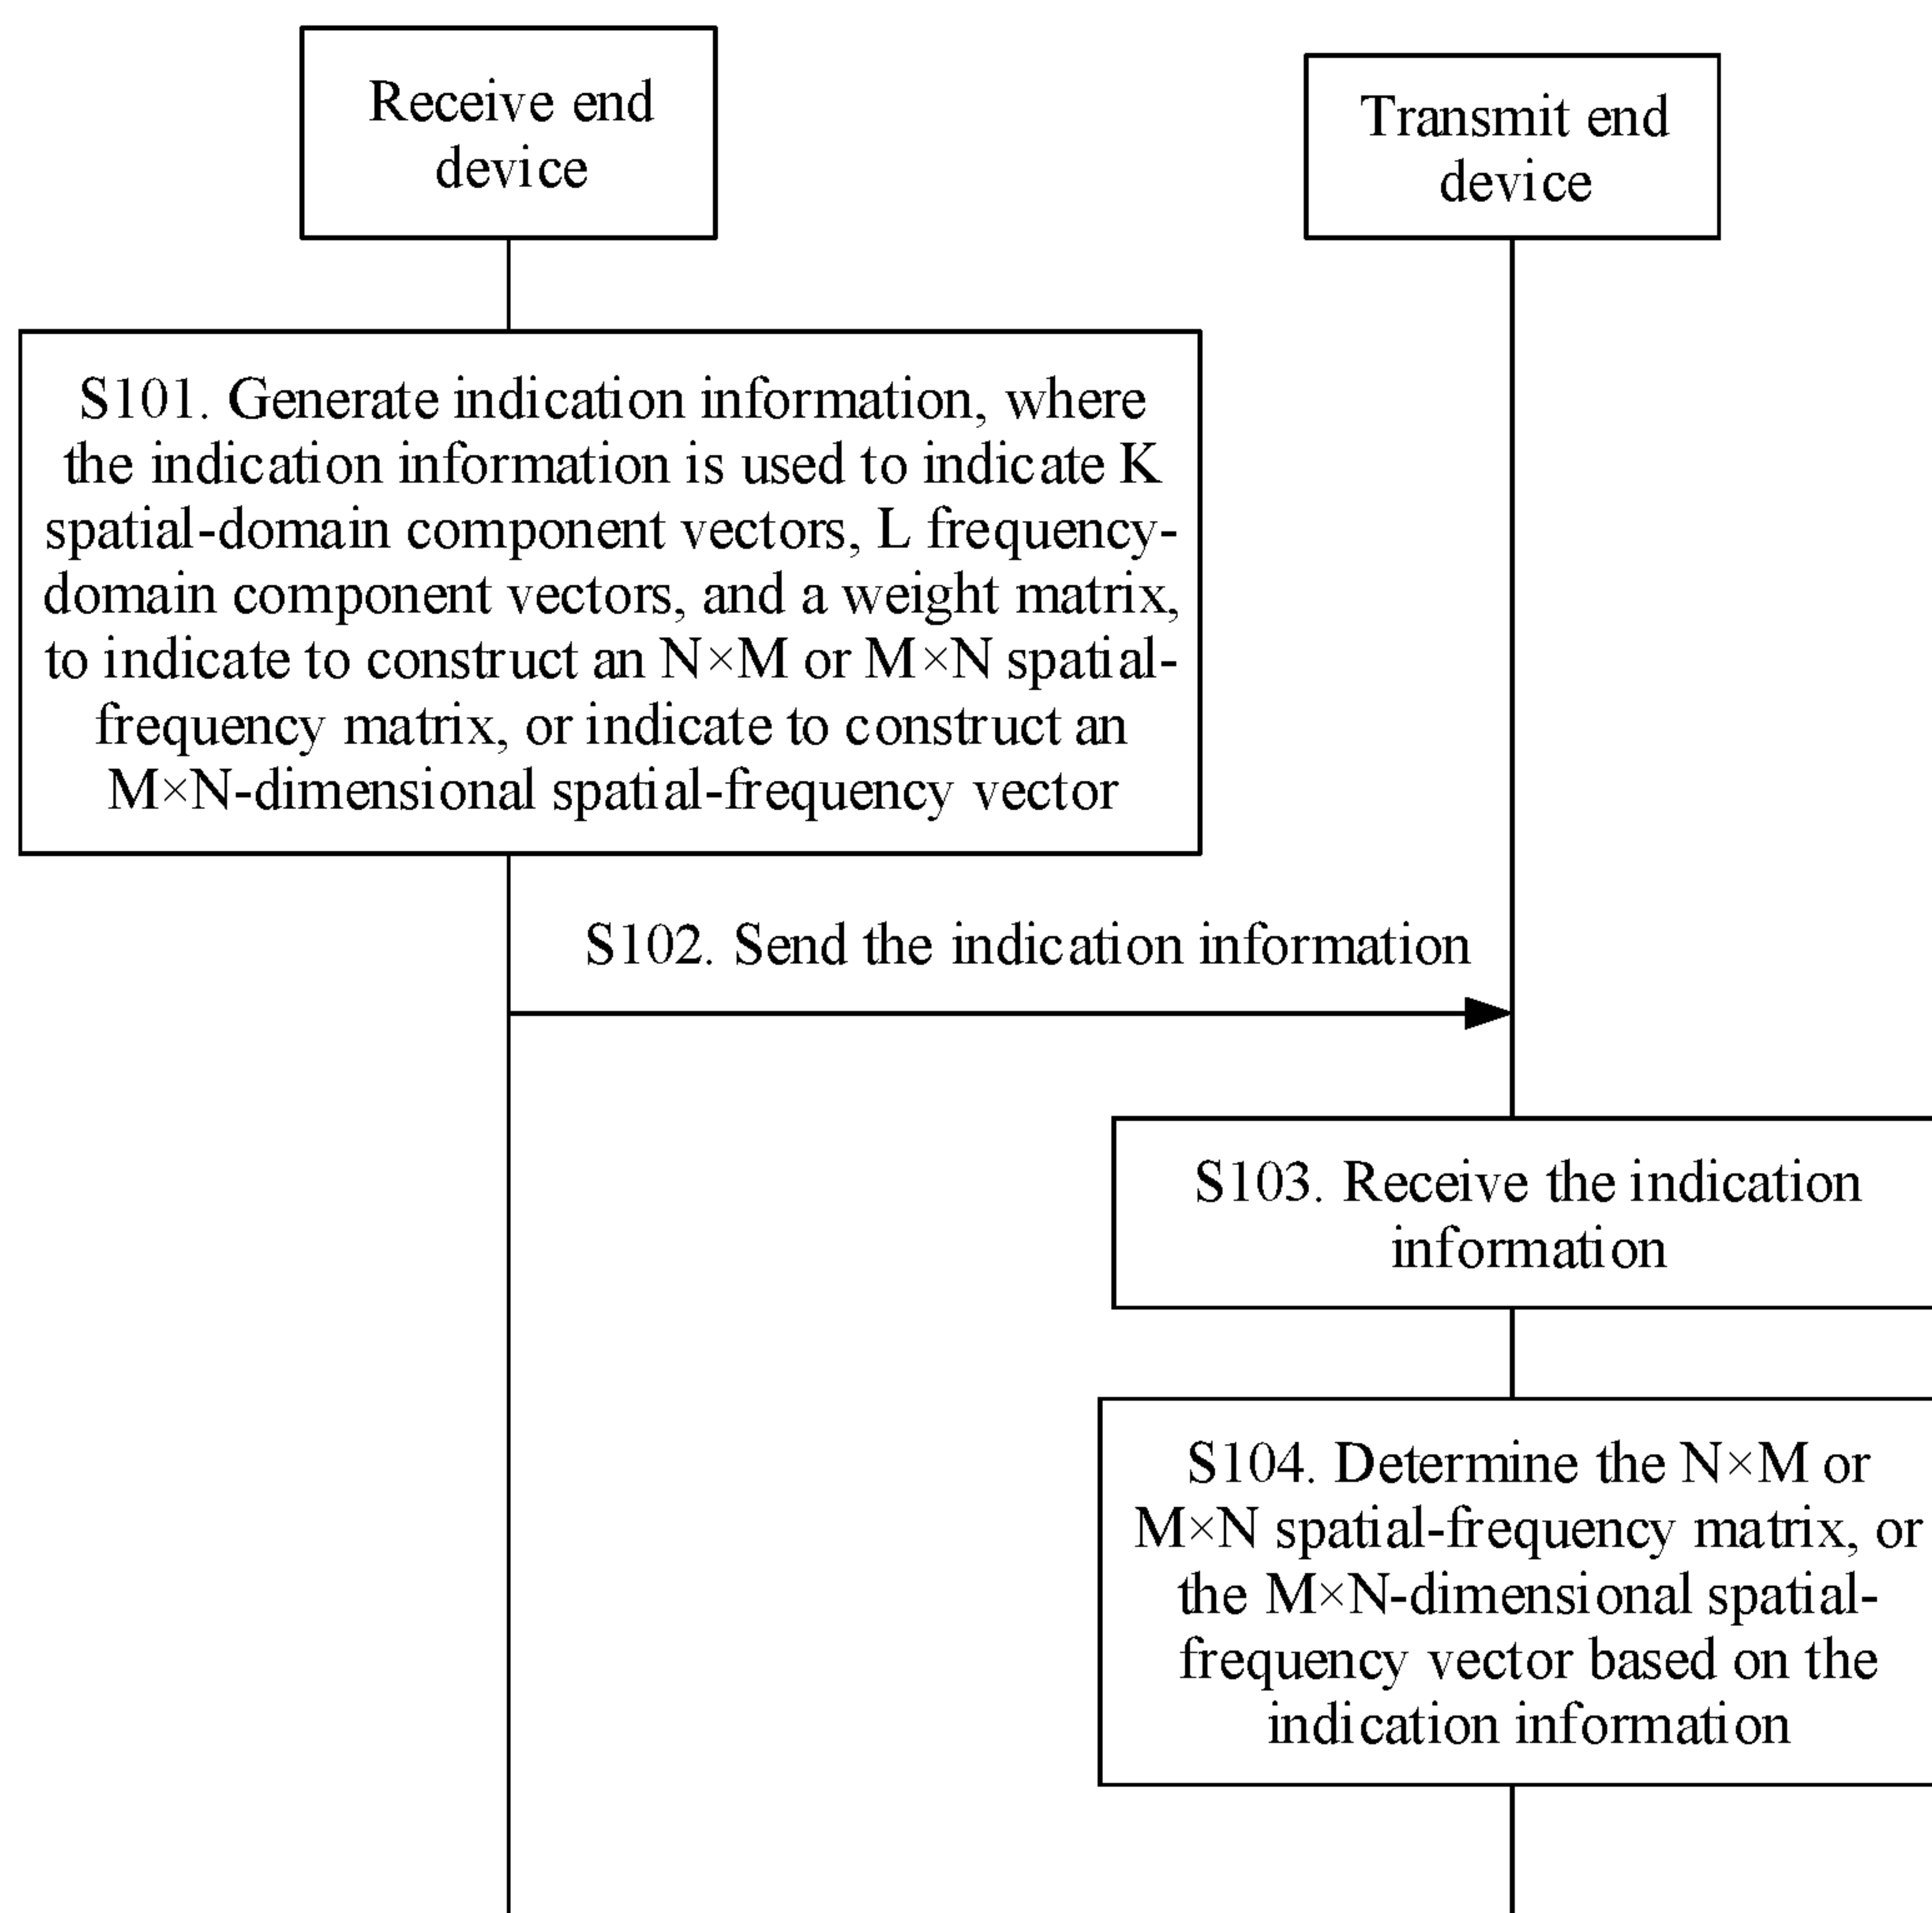 Receive end
device
Transmit end
device
S101. Generate indication information, where
the indication information is used to indicate K
spatial-domain component vectors, L frequency-
domain component vectors, and a weight matrix,
to indicate to construct an N×M or M×N spatial-
frequency matrix, or indicate to construct an
M×N-dimensional spatial-frequency vector
S102. Send the indication information
S103. Receive the indication
information
S104. Determine the N×M or
M×N spatial-frequency matrix, or
the M×N-dimensional spatial-
frequency vector based on the
indication information